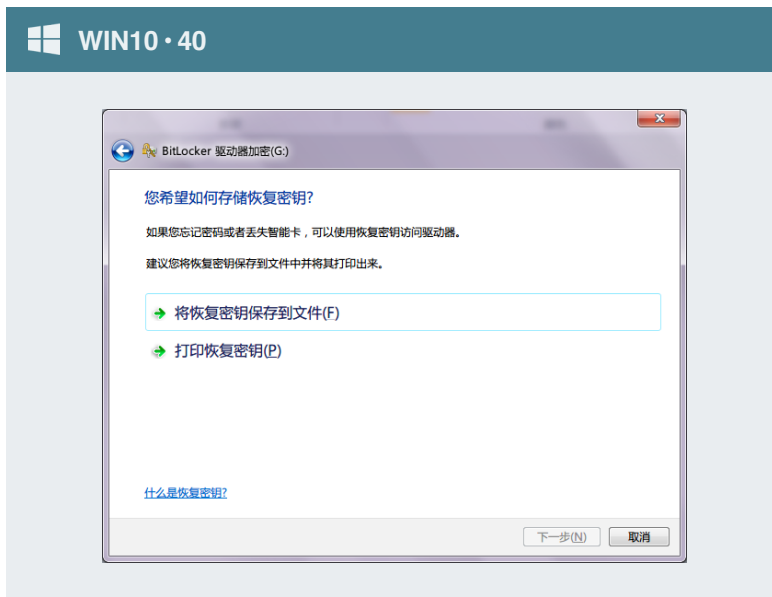 WIN10·40
BitLocker 驱动器加密(G:)
您希望如何存储恢复密钥?
如果您忘记密码或者丢失智能卡，可以使用恢复密钥访问驱动器。
建议您将恢复密钥保存到文件中并将其打印出来。
将恢复密钥保存到文件(F)
打印恢复密钥(P)
什么是恢复密钥?
下一步(N)
取消